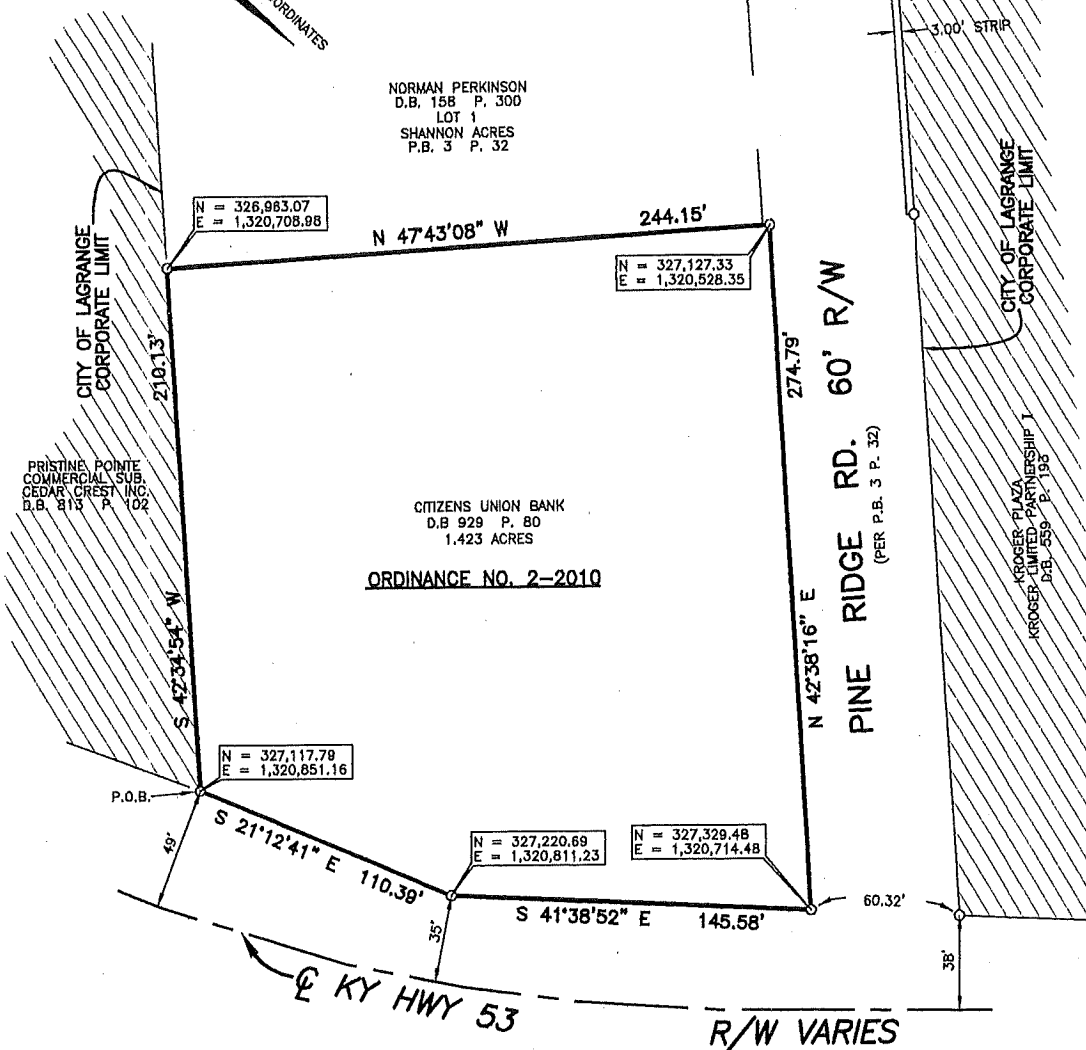 3.00' STRIP
NORMAN PERKINSON
D.B. 158 P. 300
LOT 1
SHANNON ACRES
P.B. 3 P. 32
CITY OF LAGRANGE
CORPORATE LIMIT
CITY OF LAGRANGE
CORPORATE LIMIT
N = 326,963.07
E = 1,320,708.98
N 47°43'08" W 244.15'
N = 327,127.33
E = 1,320,528.35
210.13'
S 42°34'54" W
274.79'
N 42°38'16" E
PINE RIDGE RD. 60' R/W
(PER P.B. 3 P. 32)
KROGER PLAZA
KROGER LIMITED PARTNERSHIP I
D.B. 559 P. 193
PRISTINE POINTE
COMMERCIAL SUB.
CEDAR CREST INC.
D.B. 813 P. 102
CITIZENS UNION BANK
D.B 929 P. 80
1.423 ACRES
ORDINANCE NO. 2-2010
N = 327,117.79
E = 1,320,851.16
P.O.B.
S 21°12'41" E 110.39'
49'
N = 327,220.69
E = 1,320,811.23
N = 327,329.48
E = 1,320,714.48
S 41°38'52" E 145.58'
60.32'
35'
38'
℄ KY HWY 53
R/W VARIES